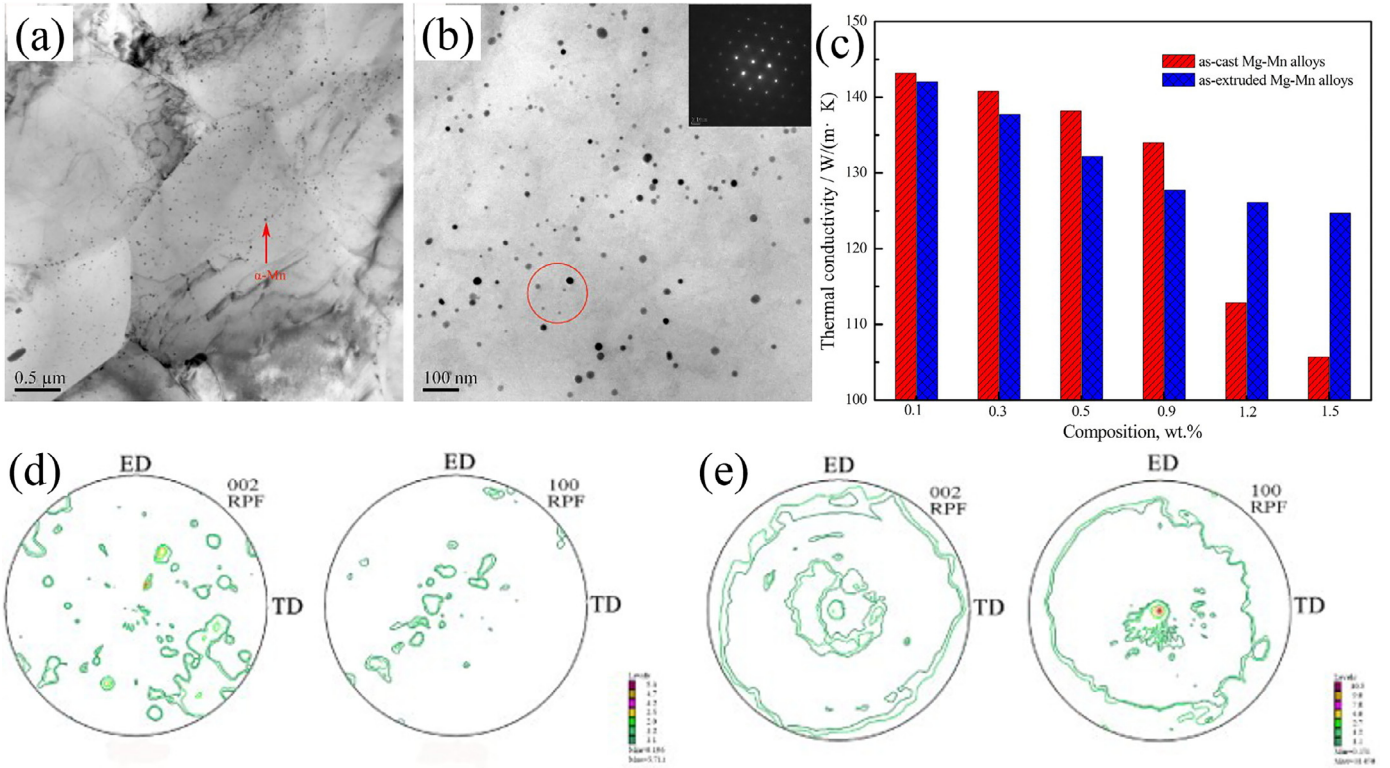 (a)
α-Mn
0.5 μm
(b)
100 nm
(c)
150
140
130
120
110
100
Thermal conductivity / W/(m· K)
as-cast Mg-Mn alloys
as-extruded Mg-Mn alloys
0.1 0.3 0.5 0.9 1.2 1.5
Composition, wt.%
(d)
ED
002
RPF
TD
ED
100
RPF
TD
Levels
(e)
ED
002
RPF
TD
ED
100
RPF
TD
Levels